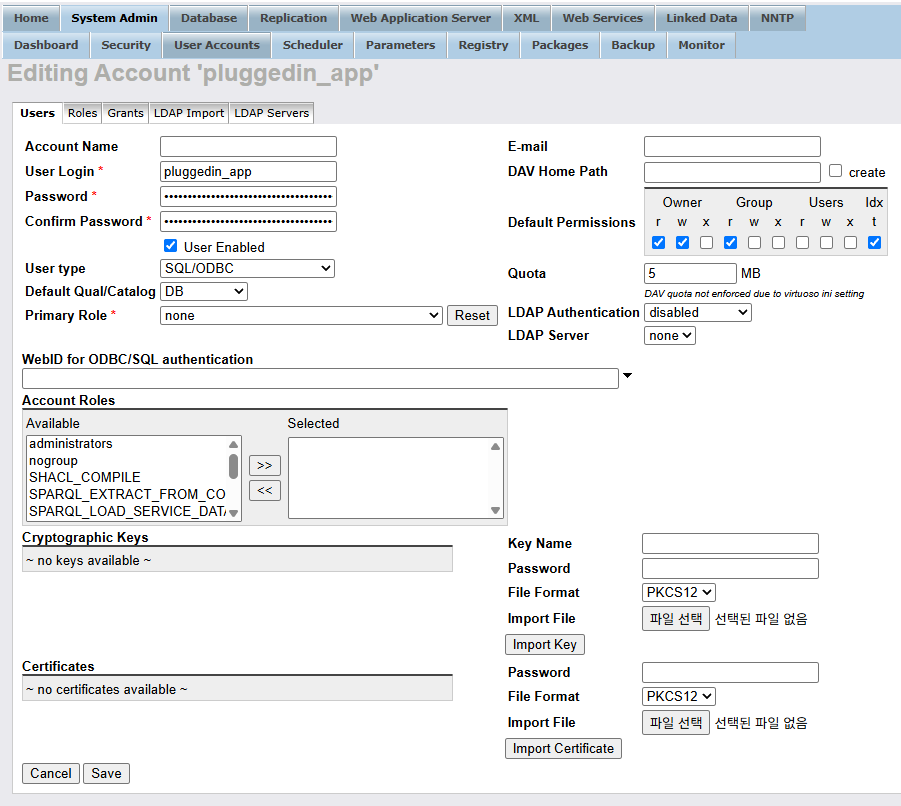 Home System Admin Database Replication Web Application Server XML Web Services Linked Data NNTP
Dashboard Security User Accounts Scheduler Parameters Registry Packages Backup Monitor
Editing Account 'pluggedin_app'
Users Roles Grants LDAP Import LDAP Servers
Account Name
User Login * pluggedin_app
Password *
Confirm Password *
User Enabled
User type SQL/ODBC
Default Qual/Catalog DB
Primary Role * none Reset
E-mail
DAV Home Path create
Owner Group Users Idx
Default Permissions r w x r w x r w x t
Quota 5 MB
DAV quota not enforced due to virtuoso ini setting
LDAP Authentication disabled
LDAP Server none
WebID for ODBC/SQL authentication
Account Roles
Available Selected
administrators
nogroup
SHACL_COMPILE
SPARQL_EXTRACT_FROM_CO
SPARQL_LOAD_SERVICE_DATA
>>
<<
Cryptographic Keys
~ no keys available ~
Key Name
Password
File Format PKCS12
Import File 파일 선택 선택된 파일 없음
Import Key
Certificates
~ no certificates available ~
Password
File Format PKCS12
Import File 파일 선택 선택된 파일 없음
Import Certificate
Cancel Save